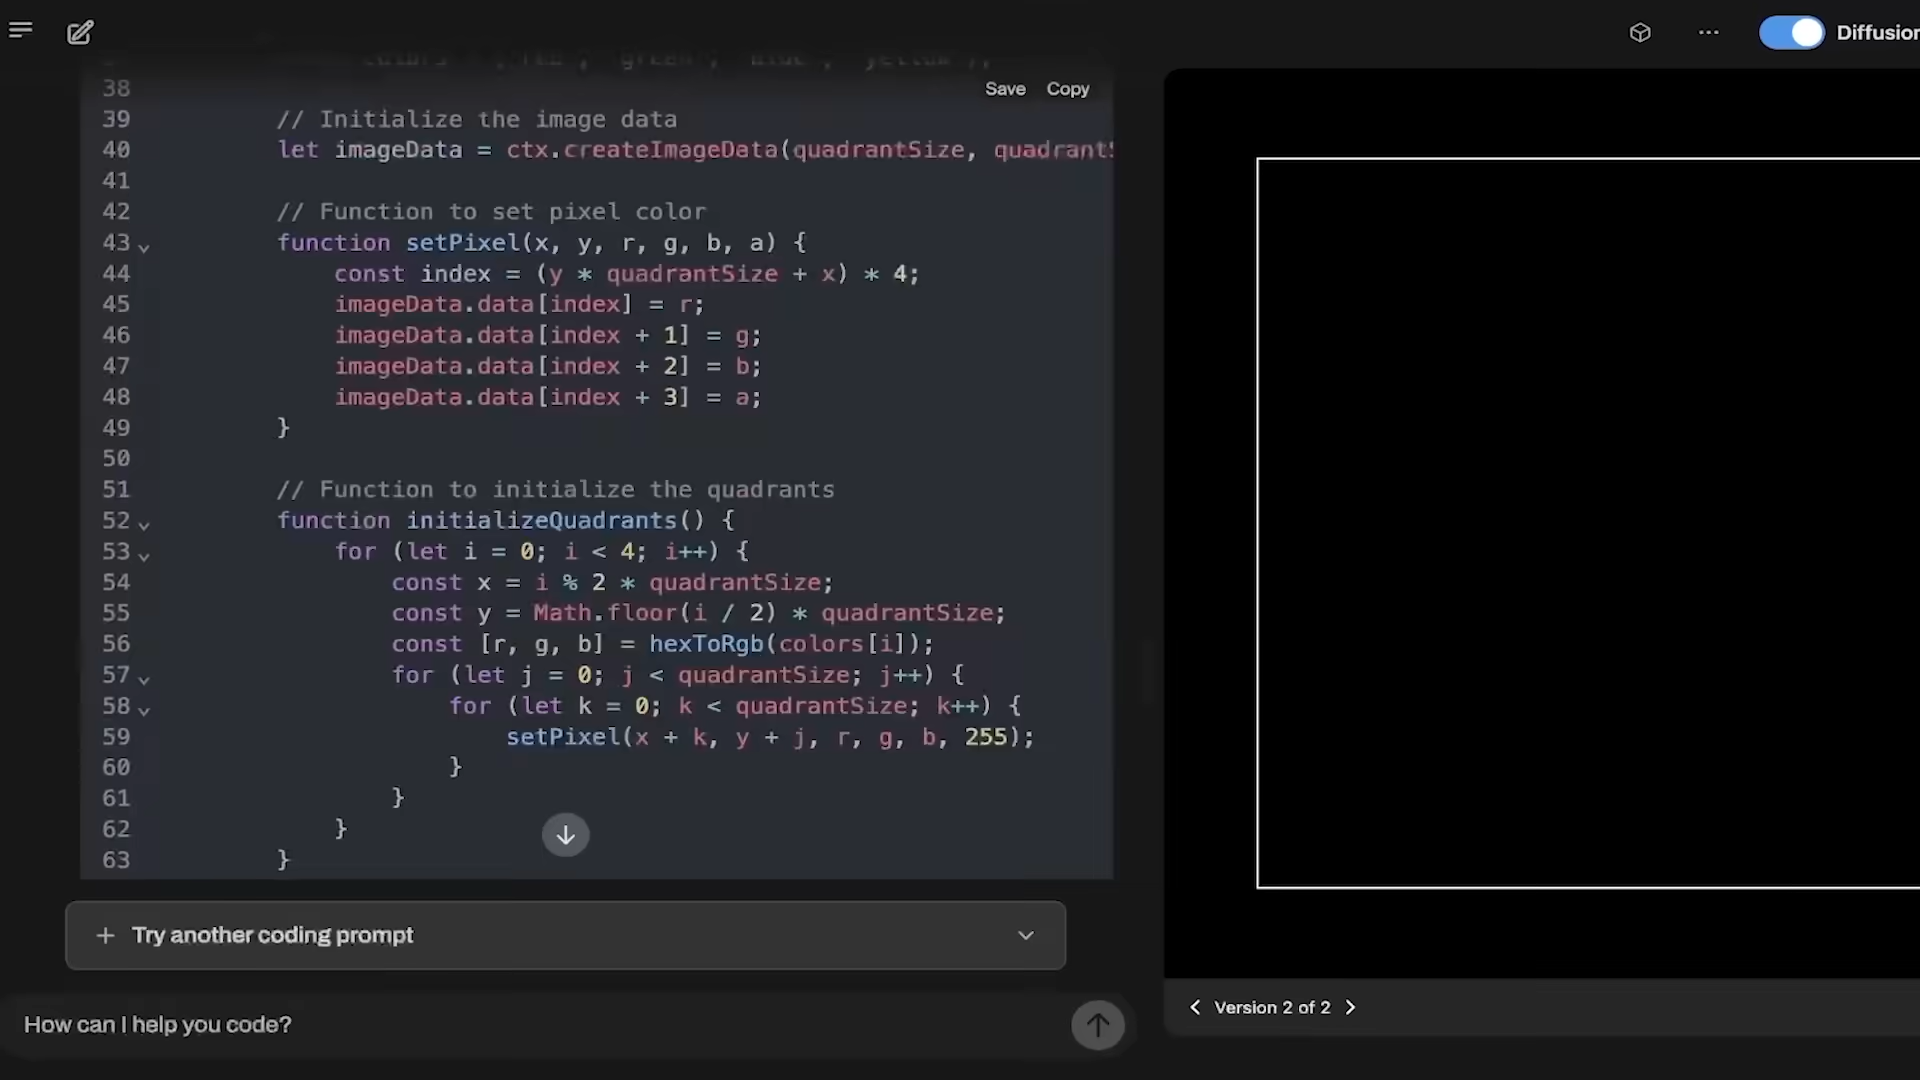 Diffusion
Save Copy
38
39 // Initialize the image data
40 let imageData = ctx.createImageData(quadrantSize,
41
42 // Function to set pixel color
43 function setPixel(x, y, r, g, b, a) {
44 const index = (y * quadrantSize + x) * 4;
45 imageData.data[index] = r;
46 imageData.data[index + 1] = g;
47 imageData.data[index + 2] = b;
48 imageData.data[index + 3] = a;
49 }
50
51 // Function to initialize the quadrants
52 function initializeQuadrants() {
53 for (let i = 0; i < 4; i++) {
54 const x = i % 2 * quadrantSize;
55 const y = Math.floor(i / 2) * quadrantSize;
56 const [r, g, b] = hexToRgb(colors[i]);
57 for (let j = 0; j < quadrantSize; j++) {
58 for (let k = 0; k < quadrantSize; k++) {
59 setPixel(x + k, y + j, r, g, b, 255);
60 }
61 }
62 }
63 }
+ Try another coding prompt
How can I help you code?
Version 2 of 2